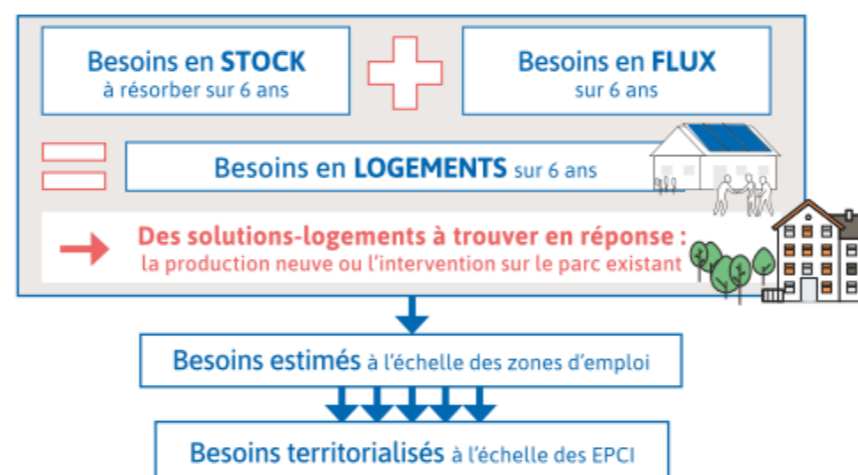 Besoins en STOCK
à résorber sur 6 ans
Besoins en FLUX
sur 6 ans
Besoins en LOGEMENTS sur 6 ans
Des solutions-logements à trouver en réponse :
la production neuve ou l'intervention sur le parc existant
Besoins estimés à l'échelle des zones d'emploi
Besoins territorialisés à l'échelle des EPCI